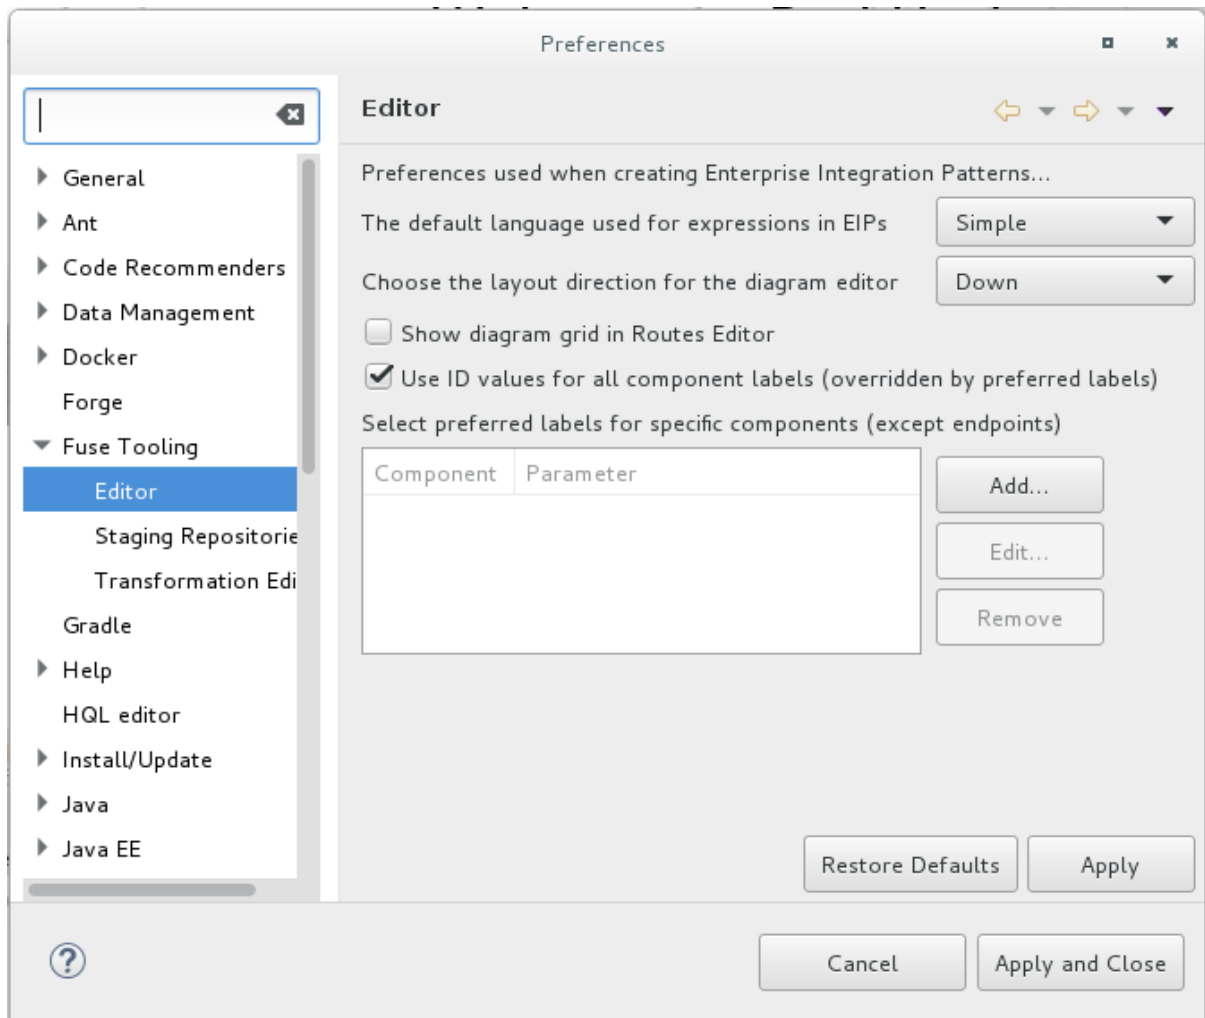 Preferences
Editor
General
Ant
Code Recommenders
Data Management
Docker
Forge
Fuse Tooling
Editor
Staging Repositorie
Transformation Edi
Gradle
Help
HQL editor
Install/Update
Java
Java EE
Preferences used when creating Enterprise Integration Patterns...
The default language used for expressions in EIPs Simple
Choose the layout direction for the diagram editor Down
Show diagram grid in Routes Editor
Use ID values for all component labels (overridden by preferred labels)
Select preferred labels for specific components (except endpoints)
Component Parameter
Add...
Edit...
Remove
Restore Defaults Apply
Cancel Apply and Close